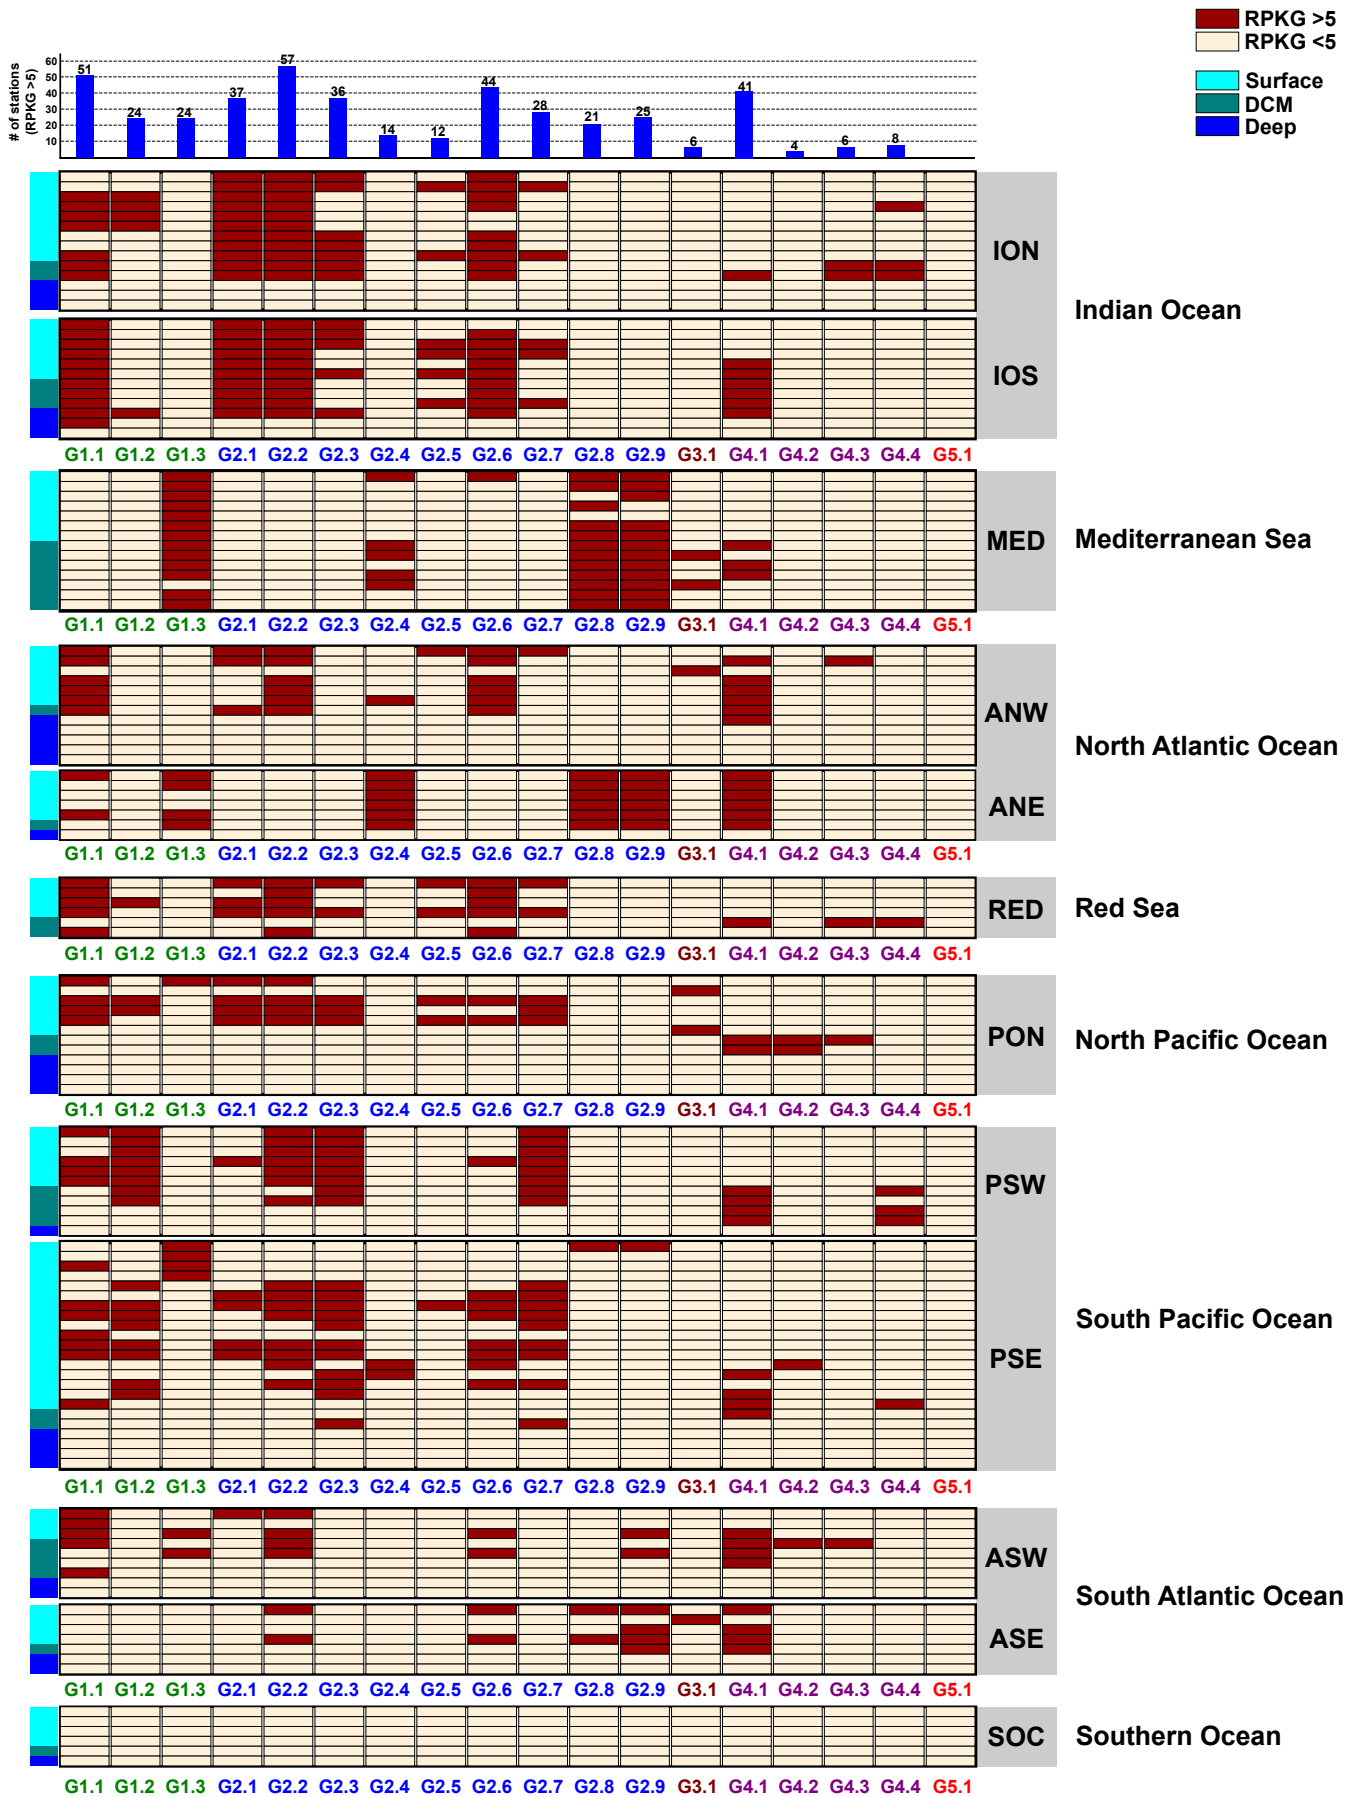 RPKG >5
RPKG <5
Surface
DCM
Deep
# of stations
(RPKG >5)
60
50
40
30
20
10
51 24 24 37 57 36 14 12 44 28 21 25 6 41 4 6 8
ION
Indian Ocean
IOS
G1.1 G1.2 G1.3 G2.1 G2.2 G2.3 G2.4 G2.5 G2.6 G2.7 G2.8 G2.9 G3.1 G4.1 G4.2 G4.3 G4.4 G5.1
MED Mediterranean Sea
G1.1 G1.2 G1.3 G2.1 G2.2 G2.3 G2.4 G2.5 G2.6 G2.7 G2.8 G2.9 G3.1 G4.1 G4.2 G4.3 G4.4 G5.1
ANW
North Atlantic Ocean
ANE
G1.1 G1.2 G1.3 G2.1 G2.2 G2.3 G2.4 G2.5 G2.6 G2.7 G2.8 G2.9 G3.1 G4.1 G4.2 G4.3 G4.4 G5.1
RED Red Sea
G1.1 G1.2 G1.3 G2.1 G2.2 G2.3 G2.4 G2.5 G2.6 G2.7 G2.8 G2.9 G3.1 G4.1 G4.2 G4.3 G4.4 G5.1
PON North Pacific Ocean
G1.1 G1.2 G1.3 G2.1 G2.2 G2.3 G2.4 G2.5 G2.6 G2.7 G2.8 G2.9 G3.1 G4.1 G4.2 G4.3 G4.4 G5.1
PSW
South Pacific Ocean
PSE
G1.1 G1.2 G1.3 G2.1 G2.2 G2.3 G2.4 G2.5 G2.6 G2.7 G2.8 G2.9 G3.1 G4.1 G4.2 G4.3 G4.4 G5.1
ASW
South Atlantic Ocean
ASE
G1.1 G1.2 G1.3 G2.1 G2.2 G2.3 G2.4 G2.5 G2.6 G2.7 G2.8 G2.9 G3.1 G4.1 G4.2 G4.3 G4.4 G5.1
SOC Southern Ocean
G1.1 G1.2 G1.3 G2.1 G2.2 G2.3 G2.4 G2.5 G2.6 G2.7 G2.8 G2.9 G3.1 G4.1 G4.2 G4.3 G4.4 G5.1